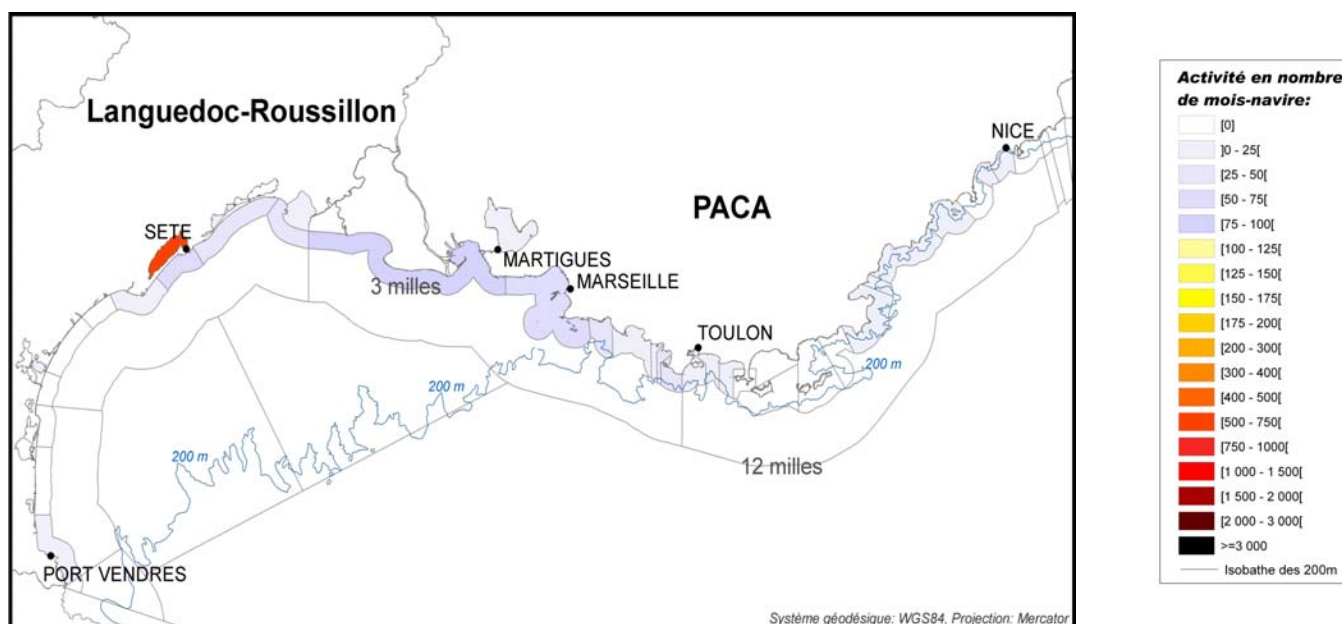 Languedoc-Roussillon
NICE
PACA
SETE
MARTIGUES
3 milles
MARSEILLE
TOULON
200 m
200 m
200 m
12 milles
PORT VENDRES
Système géodésique: WGS84, Projection: Mercator
Activité en nombre
de mois-navire:
[0]
]0 - 25[
[25 - 50[
[50 - 75[
[75 - 100[
[100 - 125[
[125 - 150[
[150 - 175[
[175 - 200[
[200 - 300[
[300 - 400[
[400 - 500[
[500 - 750[
[750 - 1000[
[1 000 - 1 500[
[1 500 - 2 000[
[2 000 - 3 000[
>=3 000
Isobathe des 200m